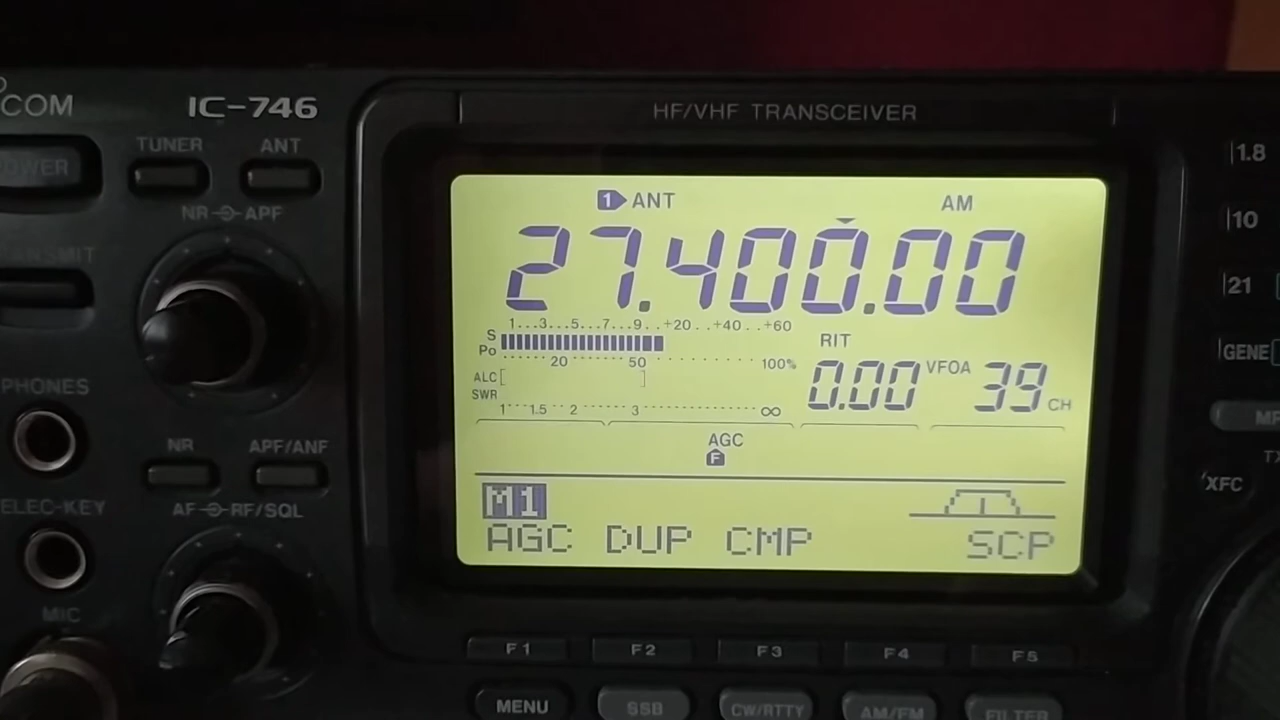 COM
IC-746
HF/VHF TRANSCEIVER
POWER
TUNER
ANT
NR APF
TRANSMIT
PHONES
NR
APF/ANF
ELEC-KEY
AF RF/SQL
MIC
1 ANT
AM
27.400.00
S 1...3...5...7...9..+20..+40..+60
Po 20 50 100%
RIT
ALC
0.00
VFOA
39 CH
SWR 1 1.5 2 3 ∞
AGC
F
M1
AGC DUP CMP SCP
F1 F2 F3 F4 F5
MENU SSB CW/RTTY AM/FM FILTER
1.8
10
21
GENE
MP
TX
XFC